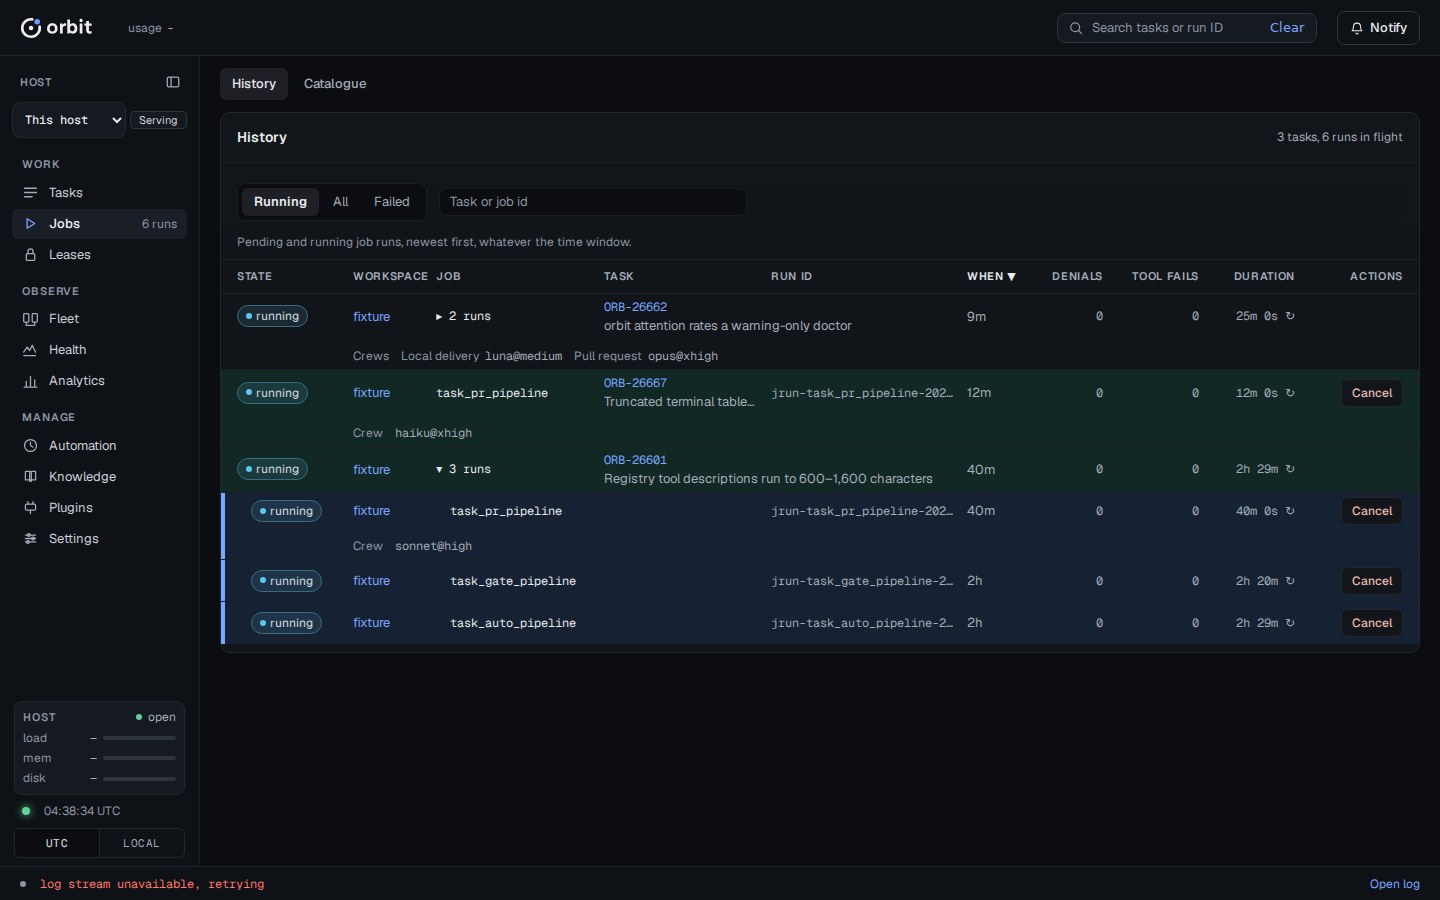 orbit
usage -
Search tasks or run ID
Clear
Notify
HOST
This host
Serving
WORK
Tasks
Jobs 6 runs
Leases
OBSERVE
Fleet
Health
Analytics
MANAGE
Automation
Knowledge
Plugins
Settings
HOST open
load –
mem –
disk –
04:38:34 UTC
UTC LOCAL
History Catalogue
History
3 tasks, 6 runs in flight
Running All Failed
Task or job id
Pending and running job runs, newest first, whatever the time window.
STATE WORKSPACE JOB TASK RUN ID WHEN ▼ DENIALS TOOL FAILS DURATION ACTIONS
running fixture ▸ 2 runs ORB-26662 9m 0 0 25m 0s ↻
orbit attention rates a warning-only doctor
Crews Local delivery luna@medium Pull request opus@xhigh
running fixture task_pr_pipeline ORB-26667 jrun-task_pr_pipeline-202… 12m 0 0 12m 0s ↻ Cancel
Truncated terminal table…
Crew haiku@xhigh
running fixture ▾ 3 runs ORB-26601 40m 0 0 2h 29m ↻
Registry tool descriptions run to 600–1,600 characters
running fixture task_pr_pipeline jrun-task_pr_pipeline-202… 40m 0 0 40m 0s ↻ Cancel
Crew sonnet@high
running fixture task_gate_pipeline jrun-task_gate_pipeline-2… 2h 0 0 2h 20m ↻ Cancel
running fixture task_auto_pipeline jrun-task_auto_pipeline-2… 2h 0 0 2h 29m ↻ Cancel
log stream unavailable, retrying
Open log